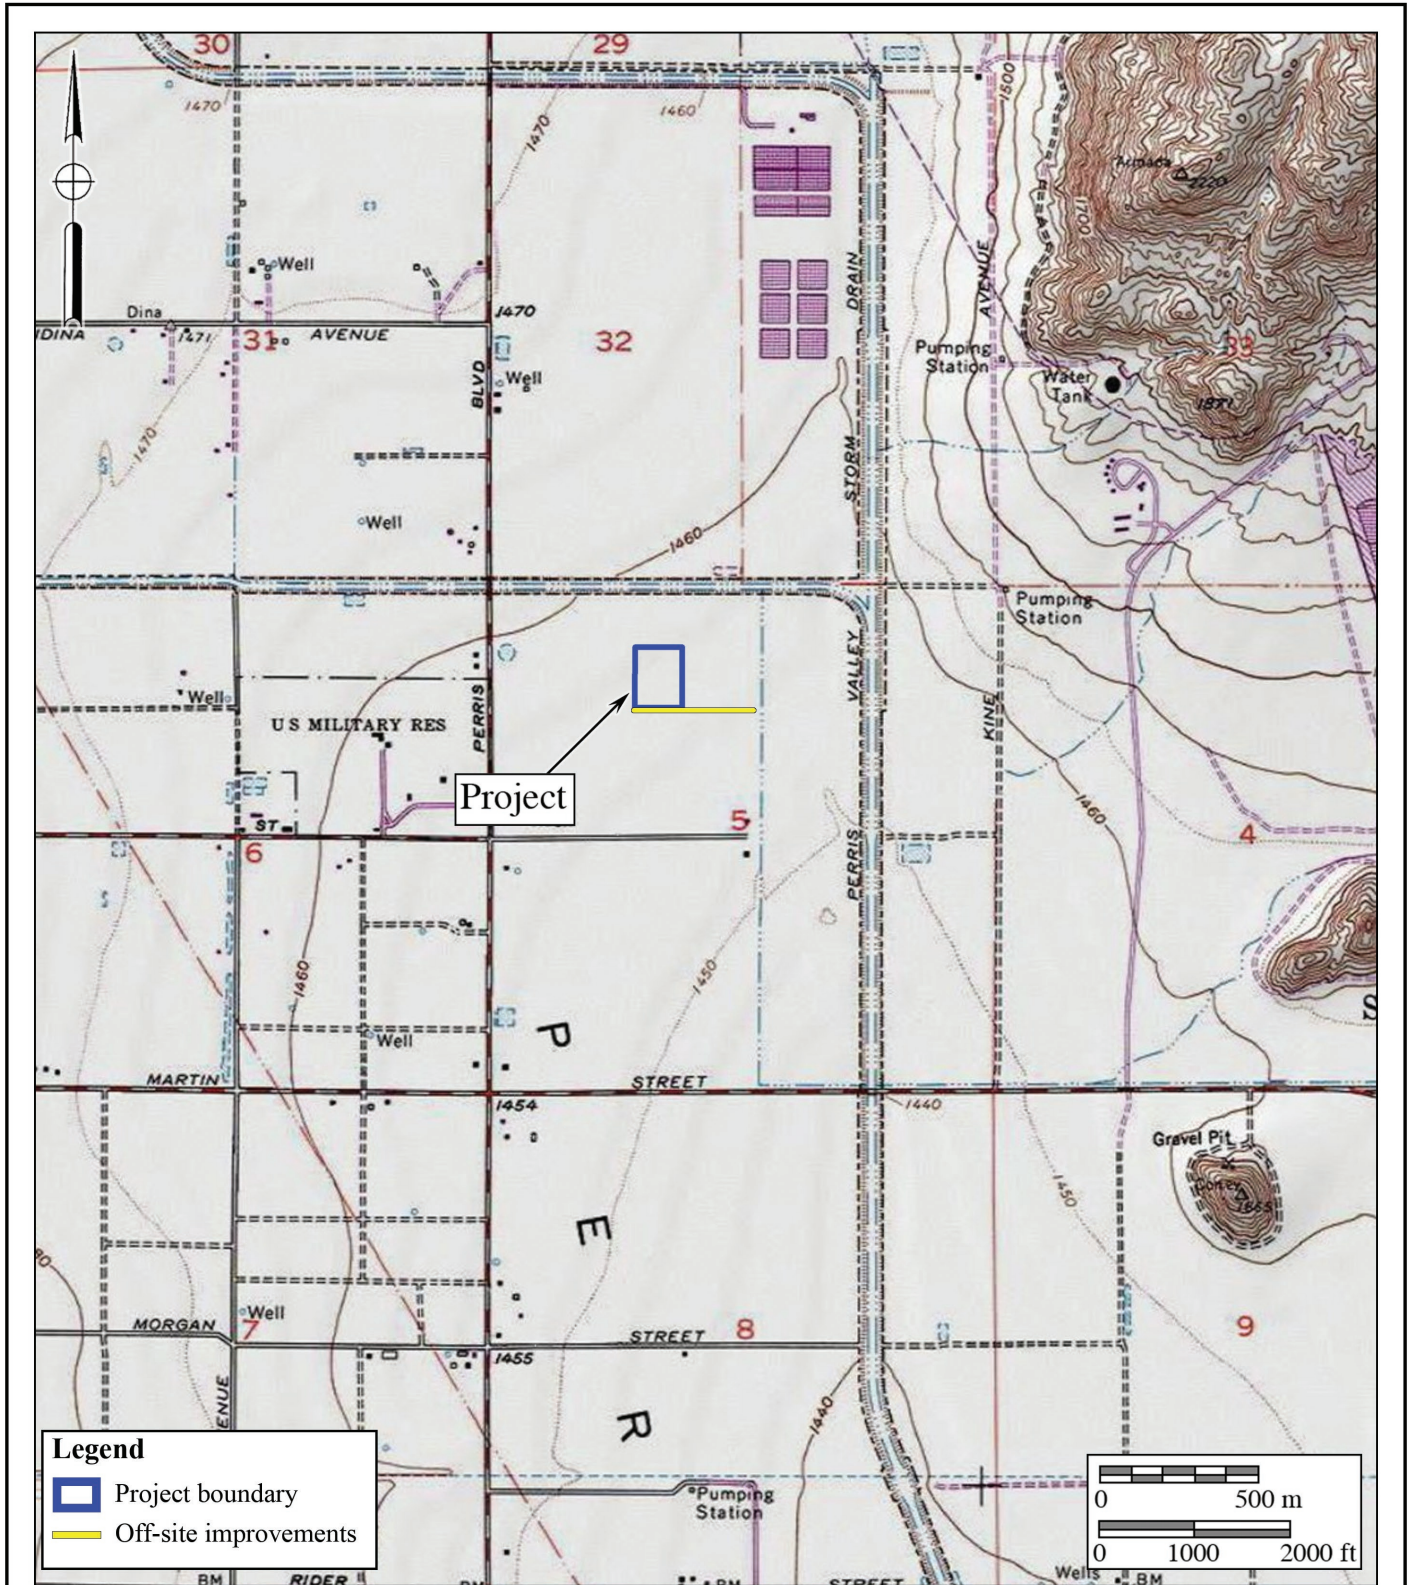 30
29
1470
1470
1460
1500
Armada
2220
1700
DRAIN
AVENUE
Well
Dina
1470
IDINA
1471
31
AVENUE
32
33
Pumping
Station
Water
Tank
1871
BLVD
Well
1470
STORM
Well
1460
Pumping
Station
VALLEY
Well
U S MILITARY RES
PERRIS
KINE
Project
1460
ST
5
4
6
PERRIS
1460
1450
S
P
Well
MARTIN
STREET
1454
1440
Gravel Pit
1450
E
Well
MORGAN
7
STREET
8
9
1455
ENUE
R
1440
Legend
Project boundary
Off-site improvements
Pumping
Station
0 500 m
0 1000 2000 ft
BM
RIDER
BM
BM
STREET
Wells
BM